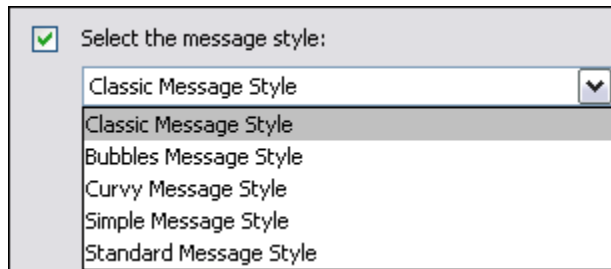 Select the message style:
Classic Message Style
Classic Message Style
Bubbles Message Style
Curvy Message Style
Simple Message Style
Standard Message Style